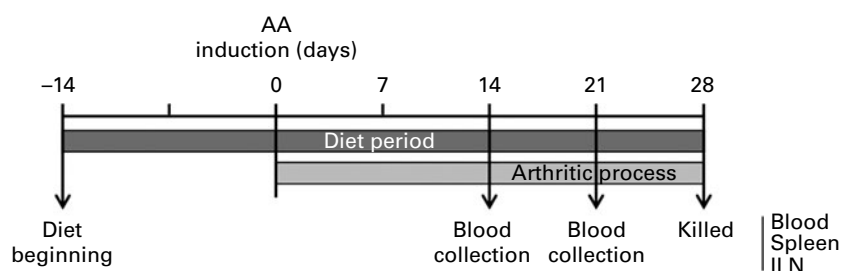 AA
induction (days)
–14 0 7 14 21 28
Diet period
Arthritic process
Diet
beginning
Blood
collection
Blood
collection
Killed
Blood
Spleen